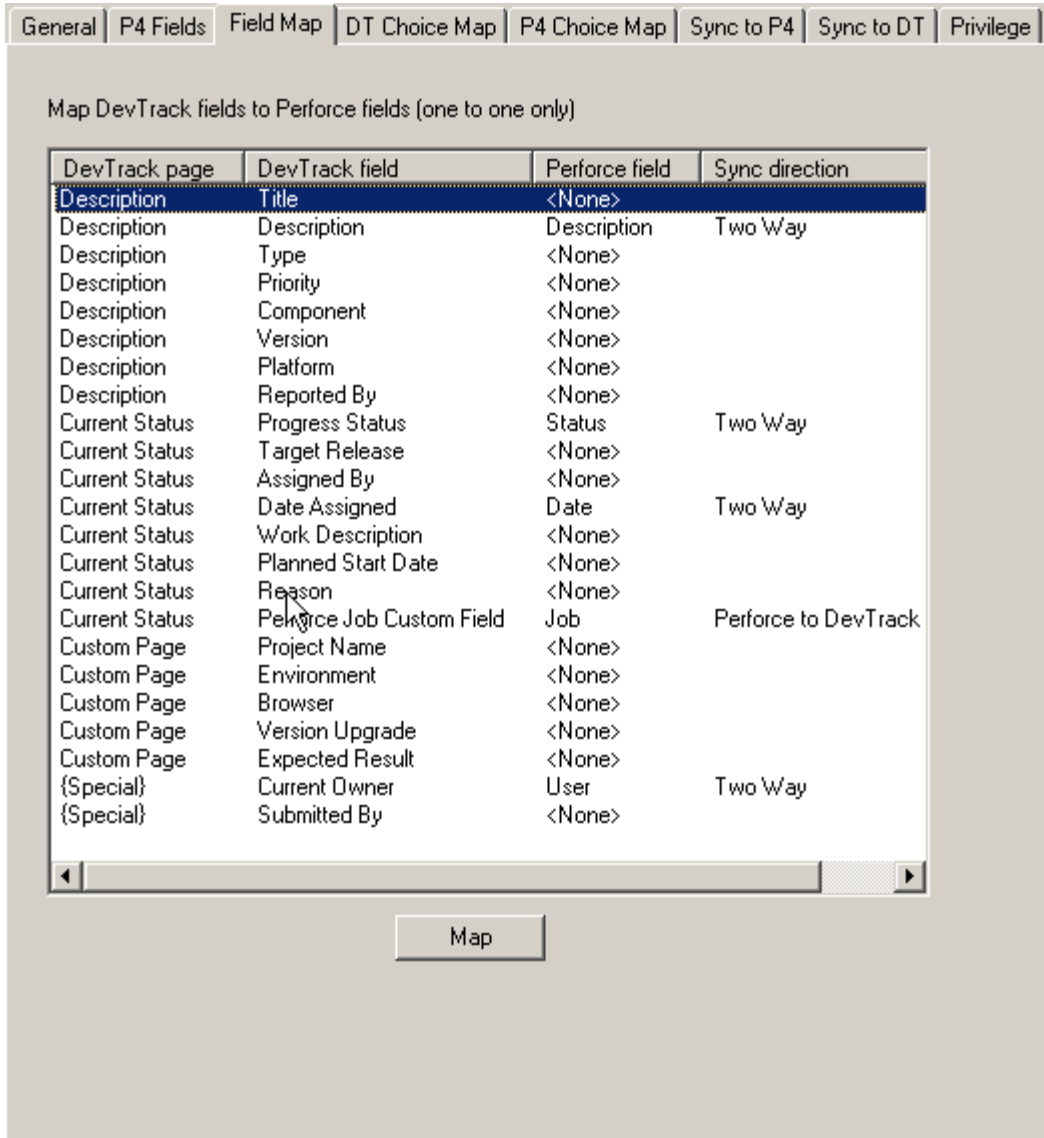 General P4 Fields Field Map DT Choice Map P4 Choice Map Sync to P4 Sync to DT Privilege
Map DevTrack fields to Perforce fields (one to one only)
DevTrack page DevTrack field Perforce field Sync direction
Description Title <None>
Description Description Description Two Way
Description Type <None>
Description Priority <None>
Description Component <None>
Description Version <None>
Description Platform <None>
Description Reported By <None>
Current Status Progress Status Status Two Way
Current Status Target Release <None>
Current Status Assigned By <None>
Current Status Date Assigned Date Two Way
Current Status Work Description <None>
Current Status Planned Start Date <None>
Current Status Reason <None>
Current Status Perforce Job Custom Field Job Perforce to DevTrack
Custom Page Project Name <None>
Custom Page Environment <None>
Custom Page Browser <None>
Custom Page Version Upgrade <None>
Custom Page Expected Result <None>
{Special} Current Owner User Two Way
{Special} Submitted By <None>
Map